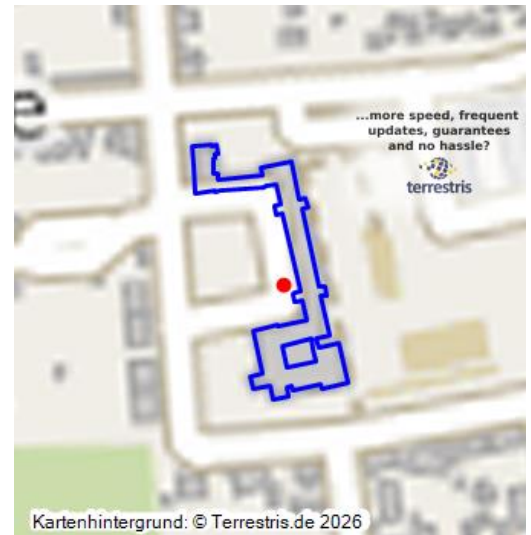 ...more speed, frequent
updates, guarantees
and no hassle?
terrestris
Kartenhintergrund: © Terrestris.de 2026